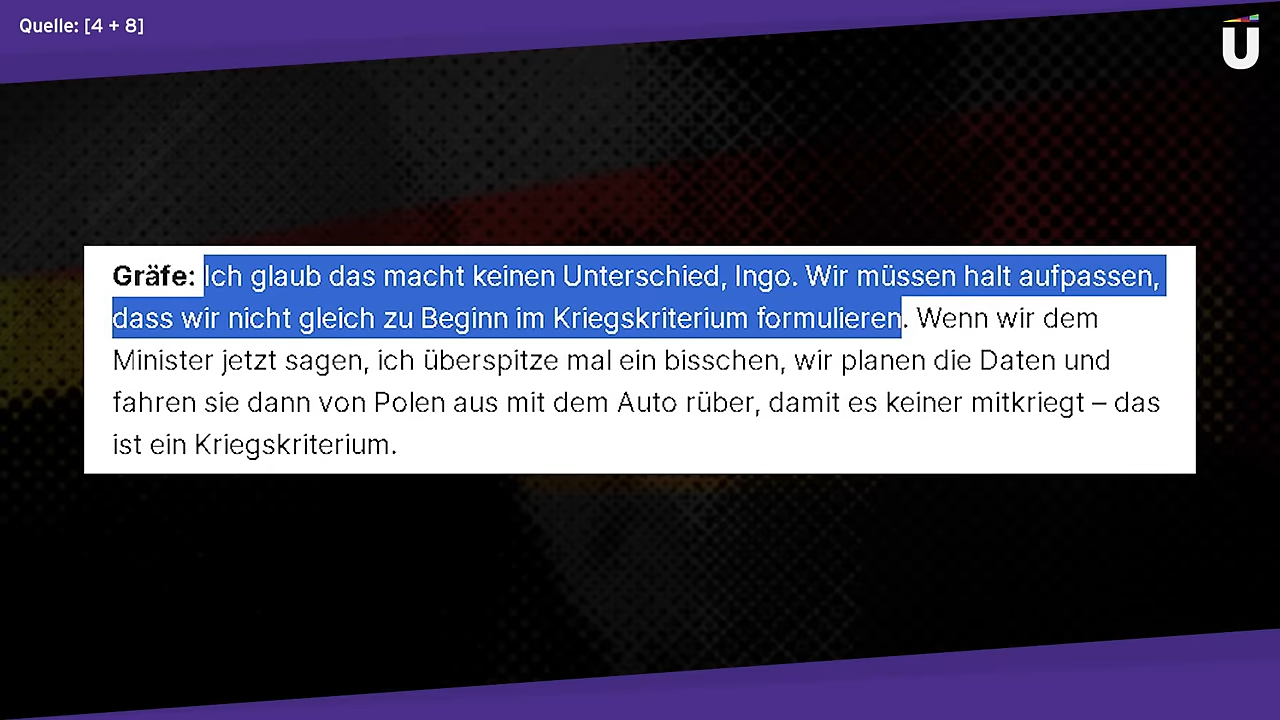 Quelle: [4 + 8]
Ü
Gräfe: Ich glaub das macht keinen Unterschied, Ingo. Wir müssen halt aufpassen,
dass wir nicht gleich zu Beginn im Kriegskriterium formulieren. Wenn wir dem
Minister jetzt sagen, ich überspitze mal ein bisschen, wir planen die Daten und
fahren sie dann von Polen aus mit dem Auto rüber, damit es keiner mitkriegt – das
ist ein Kriegskriterium.